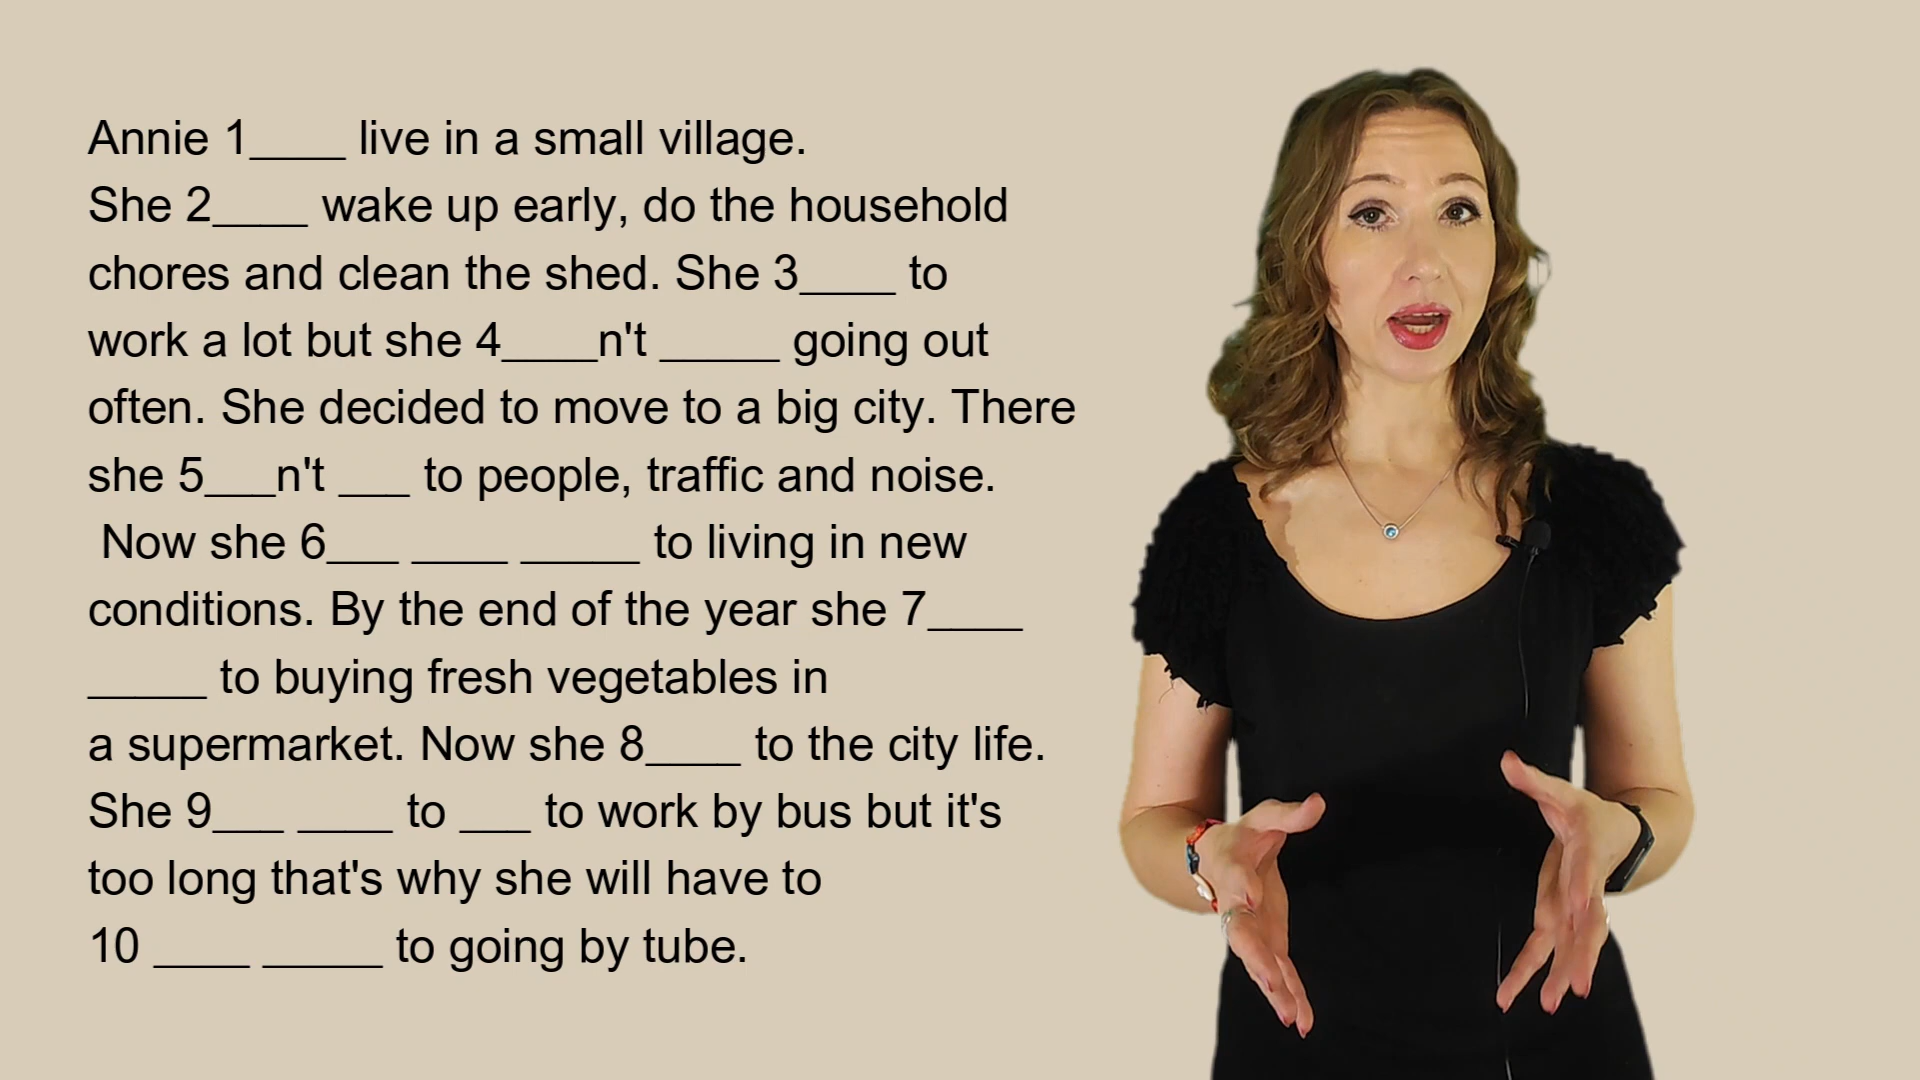 Annie 1____ live in a small village.
She 2____ wake up early, do the household
chores and clean the shed. She 3____ to
work a lot but she 4____n't _____ going out
often. She decided to move to a big city. There
she 5___n't ___ to people, traffic and noise.
Now she 6___ ____ _____ to living in new
conditions. By the end of the year she 7____
_____ to buying fresh vegetables in
a supermarket. Now she 8____ to the city life.
She 9___ ____ to ___ to work by bus but it's
too long that's why she will have to
10 ____ _____ to going by tube.